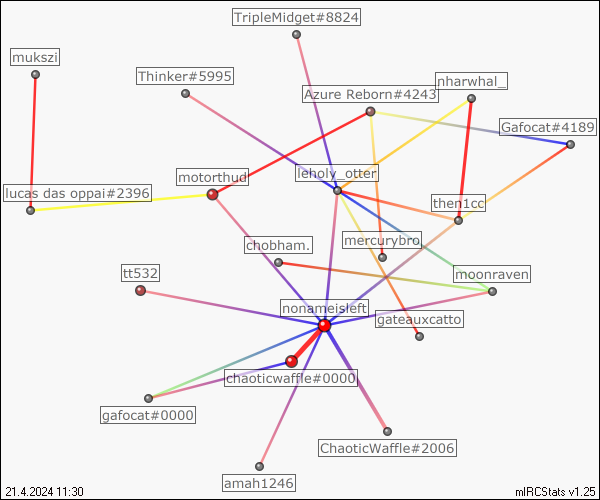 TripleMidget#8824
mukszi
Thinker#5995
nharwhal_
Azure Reborn#4243
Gafocat#4189
leholy_otter
motorthud
lucas das oppai#2396
then1cc
mercurybro
chobham.
tt532
moonraven
nonameisleft
gateauxcatto
chaoticwaffle#0000
gafocat#0000
ChaoticWaffle#2006
amah1246
21.4.2024 11:30
mIRCStats v1.25